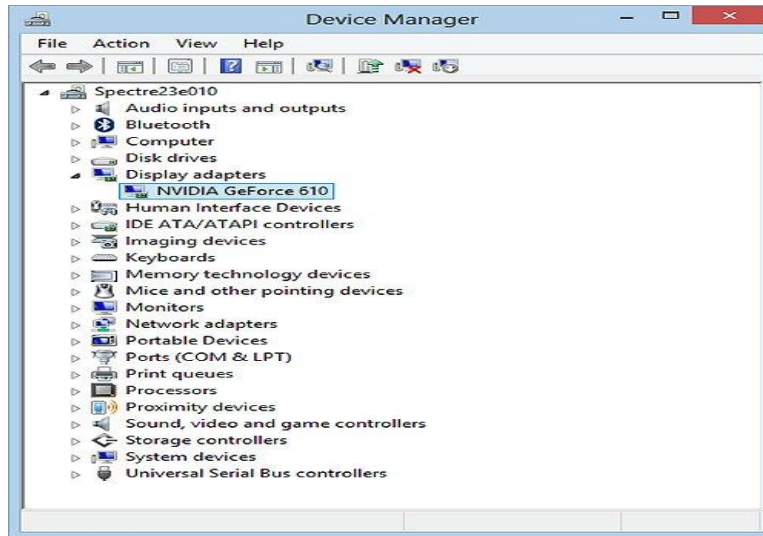 Device Manager
File Action View Help
Spectre23e010
Audio inputs and outputs
Bluetooth
Computer
Disk drives
Display adapters
NVIDIA GeForce 610
Human Interface Devices
IDE ATA/ATAPI controllers
Imaging devices
Keyboards
Memory technology devices
Mice and other pointing devices
Monitors
Network adapters
Portable Devices
Ports (COM & LPT)
Print queues
Processors
Proximity devices
Sound, video and game controllers
Storage controllers
System devices
Universal Serial Bus controllers